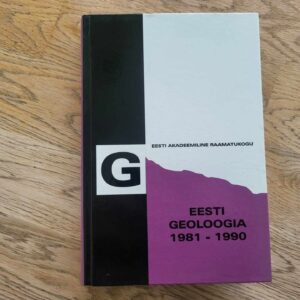 EESTI AKADEEMILINE RAAMATUKOGU
G
EESTI
GEOLOOGIA
1981 - 1990